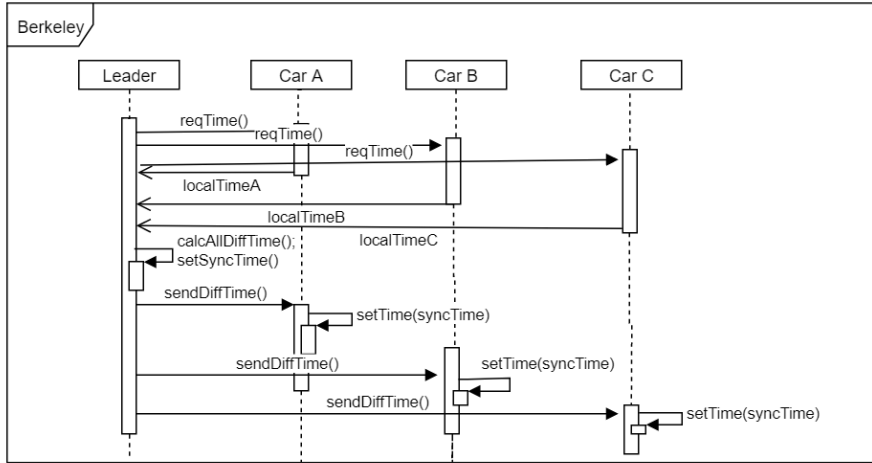 Berkeley
Leader
Car A
Car B
Car C
reqTime()
reqTime()
reqTime()
localTimeA
localTimeB
localTimeC
calcAllDiffTime();
setSyncTime()
sendDiffTime()
setTime(syncTime)
sendDiffTime()
setTime(syncTime)
sendDiffTime()
setTime(syncTime)